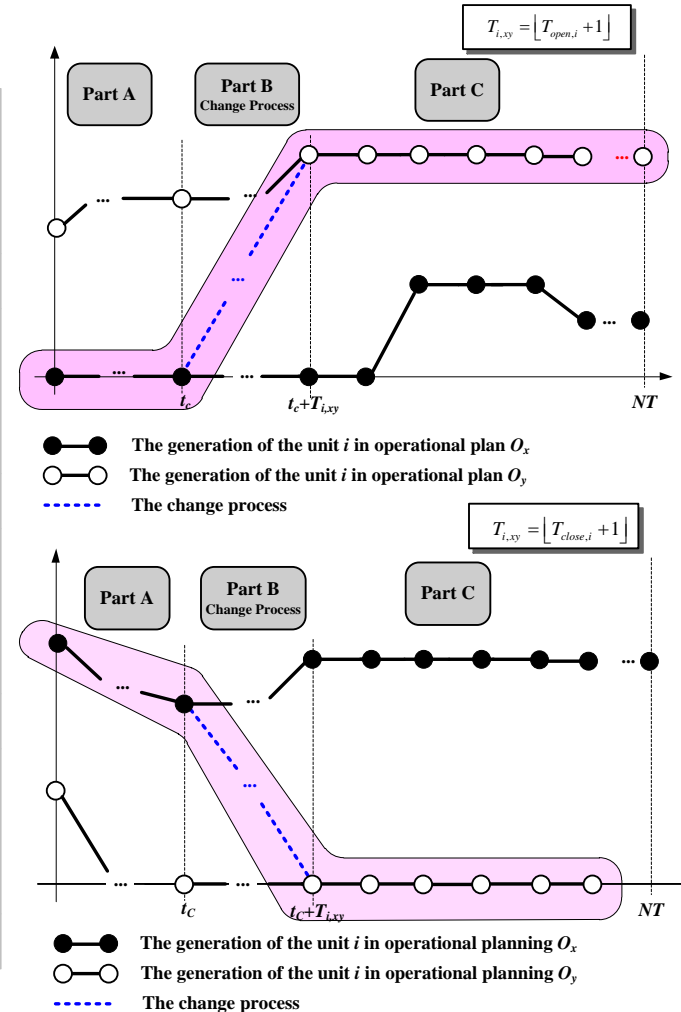 T_{i,xy} = ⌊T_{open,i} + 1⌋
Part A
Part B
Change Process
Part C
...
...
...
...
...
...
...
t_c
t_c+T_{i,xy}
NT
The generation of the unit i in operational plan O_x
The generation of the unit i in operational plan O_y
The change process
T_{i,xy} = ⌊T_{close,i} + 1⌋
Part A
Part B
Change Process
Part C
...
...
...
...
...
...
t_C
t_C+T_{i,xy}
NT
The generation of the unit i in operational planning O_x
The generation of the unit i in operational planning O_y
The change process